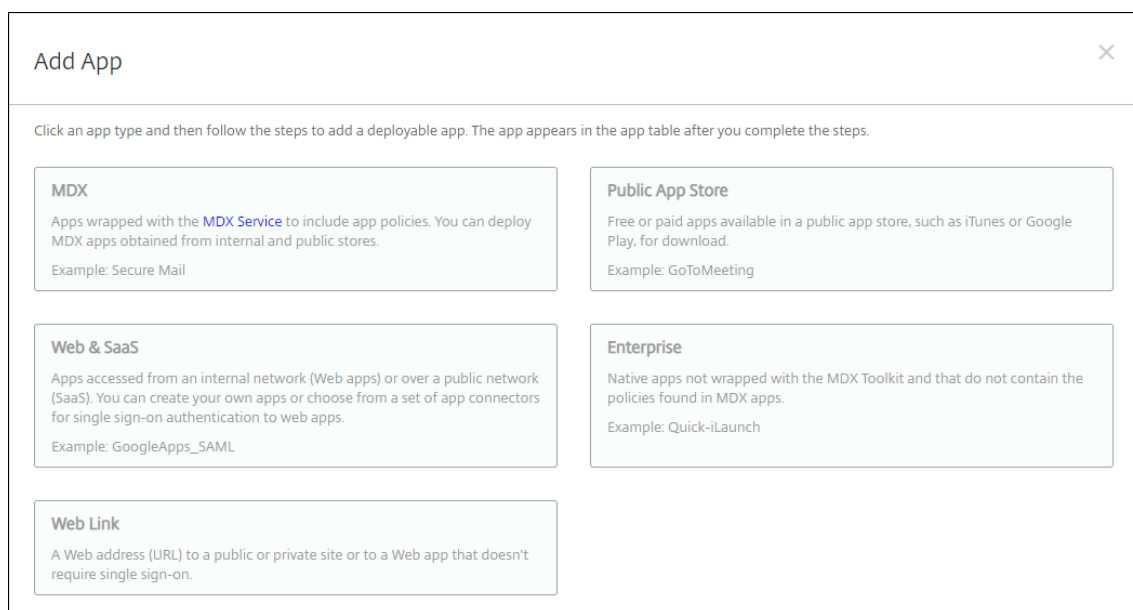 Add App
Click an app type and then follow the steps to add a deployable app. The app appears in the app table after you complete the steps.
MDX
Apps wrapped with the MDX Service to include app policies. You can deploy
MDX apps obtained from internal and public stores.
Example: Secure Mail
Public App Store
Free or paid apps available in a public app store, such as iTunes or Google
Play, for download.
Example: GoToMeeting
Web & SaaS
Apps accessed from an internal network (Web apps) or over a public network
(SaaS). You can create your own apps or choose from a set of app connectors
for single sign-on authentication to web apps.
Example: GoogleApps_SAML
Enterprise
Native apps not wrapped with the MDX Toolkit and that do not contain the
policies found in MDX apps.
Example: Quick-iLaunch
Web Link
A Web address (URL) to a public or private site or to a Web app that doesn't
require single sign-on.